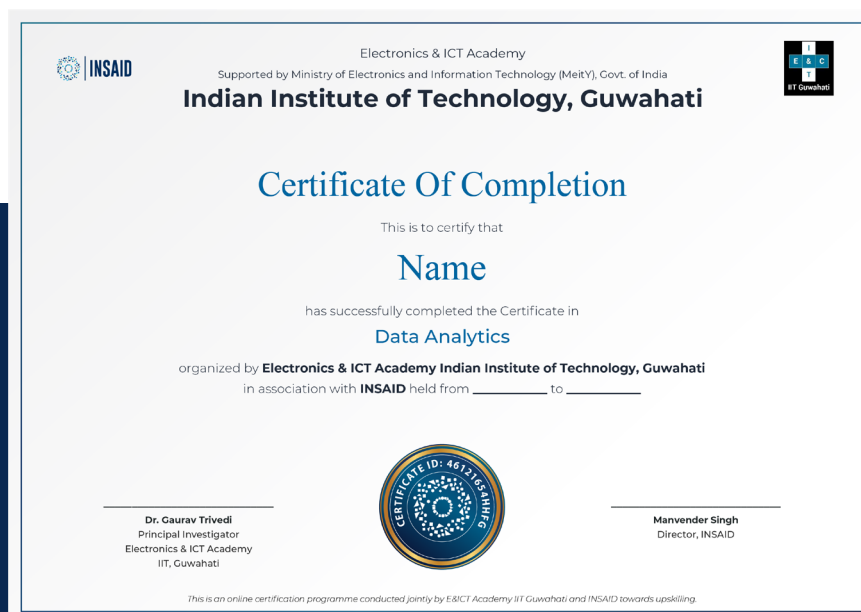 INSAID
Electronics & ICT Academy
Supported by Ministry of Electronics and Information Technology (MeitY), Govt. of India
Indian Institute of Technology, Guwahati
I
E & C
T
IIT Guwahati
Certificate Of Completion
This is to certify that
Name
has successfully completed the Certificate in
Data Analytics
organized by Electronics & ICT Academy Indian Institute of Technology, Guwahati
in association with INSAID held from __________ to __________
CERTIFICATE ID: 46121654HHFG
Dr. Gaurav Trivedi
Principal Investigator
Electronics & ICT Academy
IIT, Guwahati
Manvender Singh
Director, INSAID
This is an online certification programme conducted jointly by E&ICT Academy IIT Guwahati and INSAID towards upskilling.